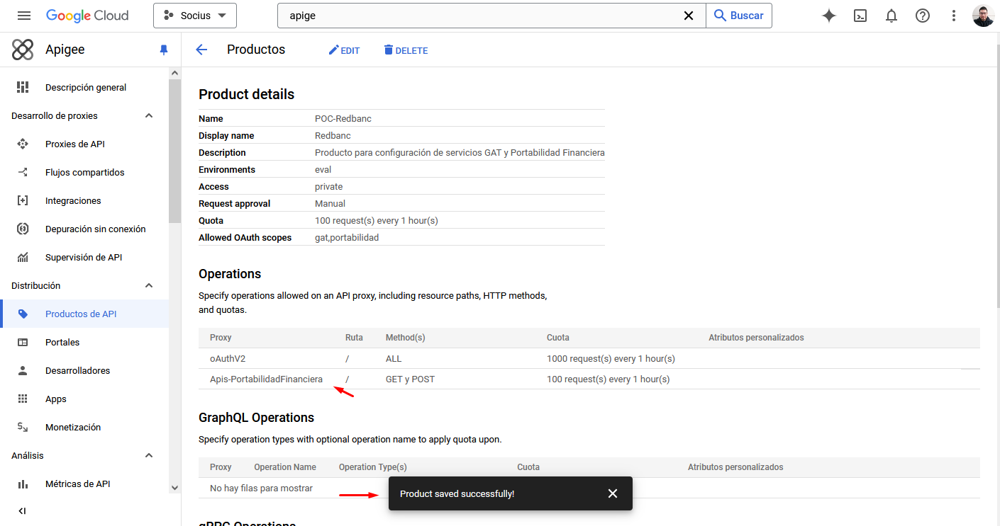 Google Cloud
Socius
apige
Buscar
Apigee
Productos
EDIT
DELETE
Descripción general
Desarrollo de proxies
Proxies de API
Flujos compartidos
Integraciones
Depuración sin conexión
Supervisión de API
Distribución
Productos de API
Portales
Desarrolladores
Apps
Monetización
Análisis
Métricas de API
Product details
Name POC-Redbanc
Display name Redbanc
Description Producto para configuración de servicios GAT y Portabilidad Financiera
Environments eval
Access private
Request approval Manual
Quota 100 request(s) every 1 hour(s)
Allowed OAuth scopes gat,portabilidad
Operations
Specify operations allowed on an API proxy, including resource paths, HTTP methods,
and quotas.
Proxy Ruta Method(s) Cuota Atributos personalizados
oAuthV2 / ALL 1000 request(s) every 1 hour(s)
Apis-PortabilidadFinanciera / GET y POST 100 request(s) every 1 hour(s)
GraphQL Operations
Specify operation types with optional operation name to apply quota upon.
Proxy Operation Name Operation Type(s) Cuota Atributos personalizados
No hay filas para mostrar
Product saved successfully!
gRPC Operations